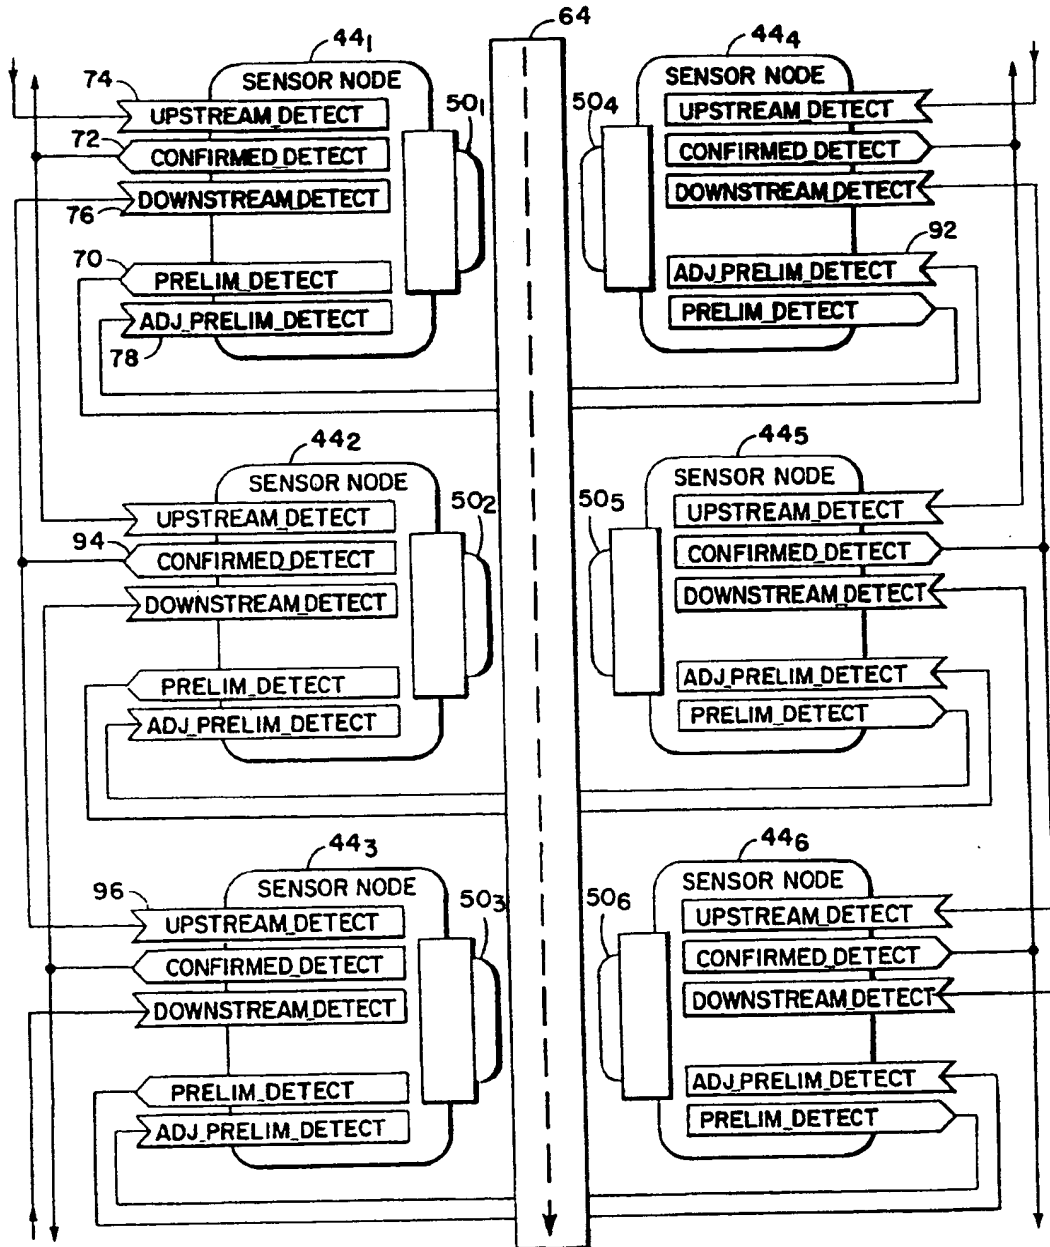 64
44₁
SENSOR NODE
74
UPSTREAM_DETECT
72
CONFIRMED_DETECT
DOWNSTREAM_DETECT
76
70
PRELIM_DETECT
ADJ_PRELIM_DETECT
78
50₁
44₄
SENSOR NODE
50₄
UPSTREAM_DETECT
CONFIRMED_DETECT
DOWNSTREAM_DETECT
92
ADJ_PRELIM_DETECT
PRELIM_DETECT
44₂
SENSOR NODE
50₂
UPSTREAM_DETECT
94
CONFIRMED_DETECT
DOWNSTREAM_DETECT
PRELIM_DETECT
ADJ_PRELIM_DETECT
44₅
SENSOR NODE
50₅
UPSTREAM_DETECT
CONFIRMED_DETECT
DOWNSTREAM_DETECT
ADJ_PRELIM_DETECT
PRELIM_DETECT
44₃
SENSOR NODE
96
50₃
UPSTREAM_DETECT
CONFIRMED_DETECT
DOWNSTREAM_DETECT
PRELIM_DETECT
ADJ_PRELIM_DETECT
44₆
SENSOR NODE
50₆
UPSTREAM_DETECT
CONFIRMED_DETECT
DOWNSTREAM_DETECT
ADJ_PRELIM_DETECT
PRELIM_DETECT